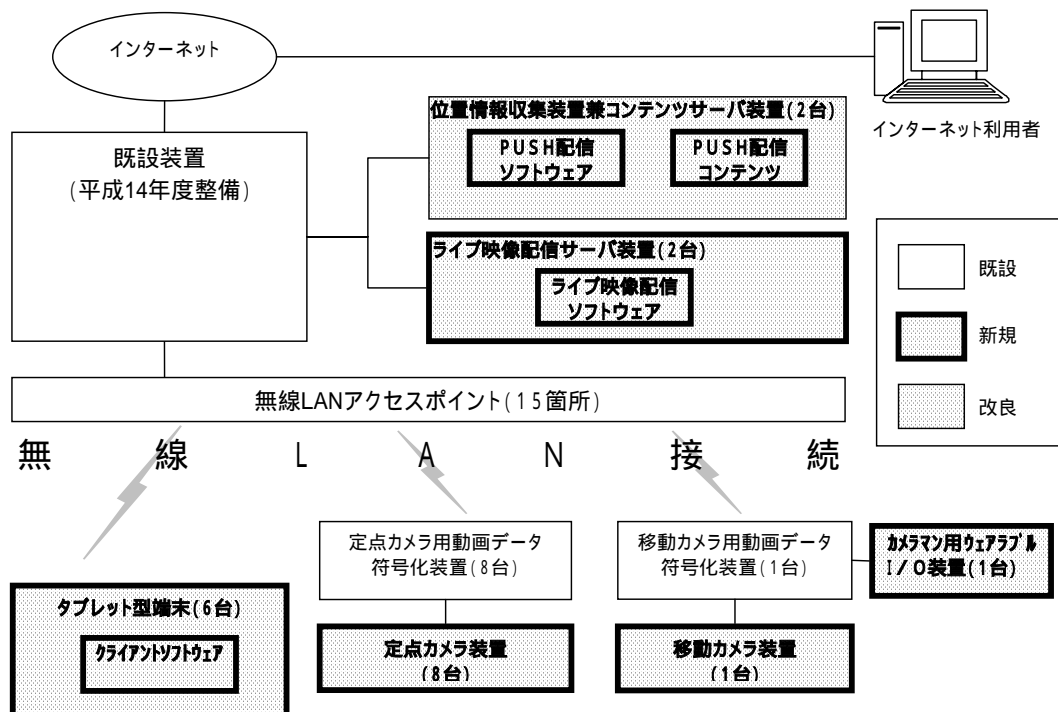 インターネット
インターネット利用者
既設装置
(平成14年度整備)
位置情報収集装置兼コンテンツサーバ装置(2台)
PUSH配信
ソフトウェア
PUSH配信
コンテンツ
ライブ映像配信サーバ装置(2台)
ライブ映像配信
ソフトウェア
既設
新規
改良
無線LANアクセスポイント(15箇所)
無線LAN接続
定点カメラ用動画データ
符号化装置(8台)
移動カメラ用動画データ
符号化装置(1台)
カメラマン用ウェアラブル
I/O装置(1台)
タブレット型端末(6台)
クライアントソフトウェア
定点カメラ装置
(8台)
移動カメラ装置
(1台)